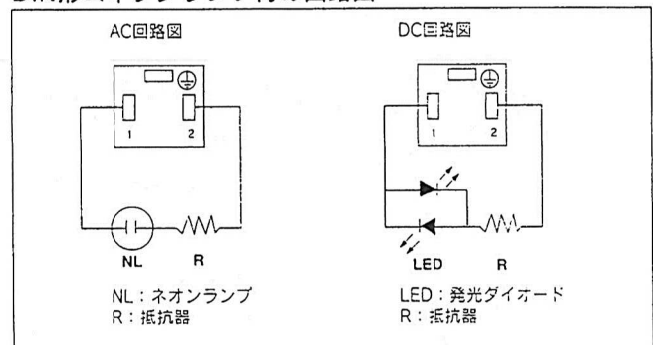 AC回路図
1 2
NL R
NL：ネオンランプ
R：抵抗器
DC回路図
1 2
LED R
LED：発光ダイオード
R：抵抗器